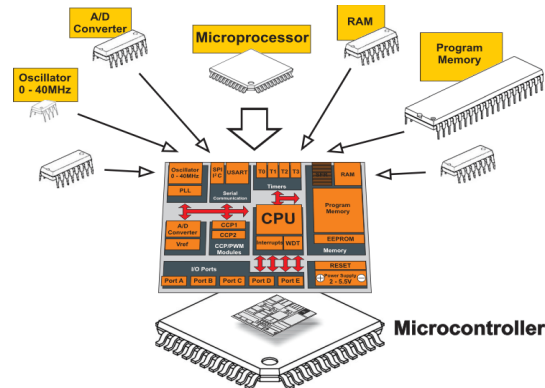 A/D
Converter
Microprocessor
RAM
Program
Memory
Oscillator
0 - 40MHz
Oscillator
0 - 40MHz
PLL
SPI
I²C
USART
Serial
Communication
T0
T1
T2
T3
Timers
RAM
Program
Memory
EEPROM
Memory
A/D
Converter
Vref
CCP1
CCP2
CCP/PWM
Modules
CPU
Interrupts
WDT
I/O Ports
Port A
Port B
Port C
Port D
Port E
RESET
Power Supply
2 - 5.5V
Microcontroller